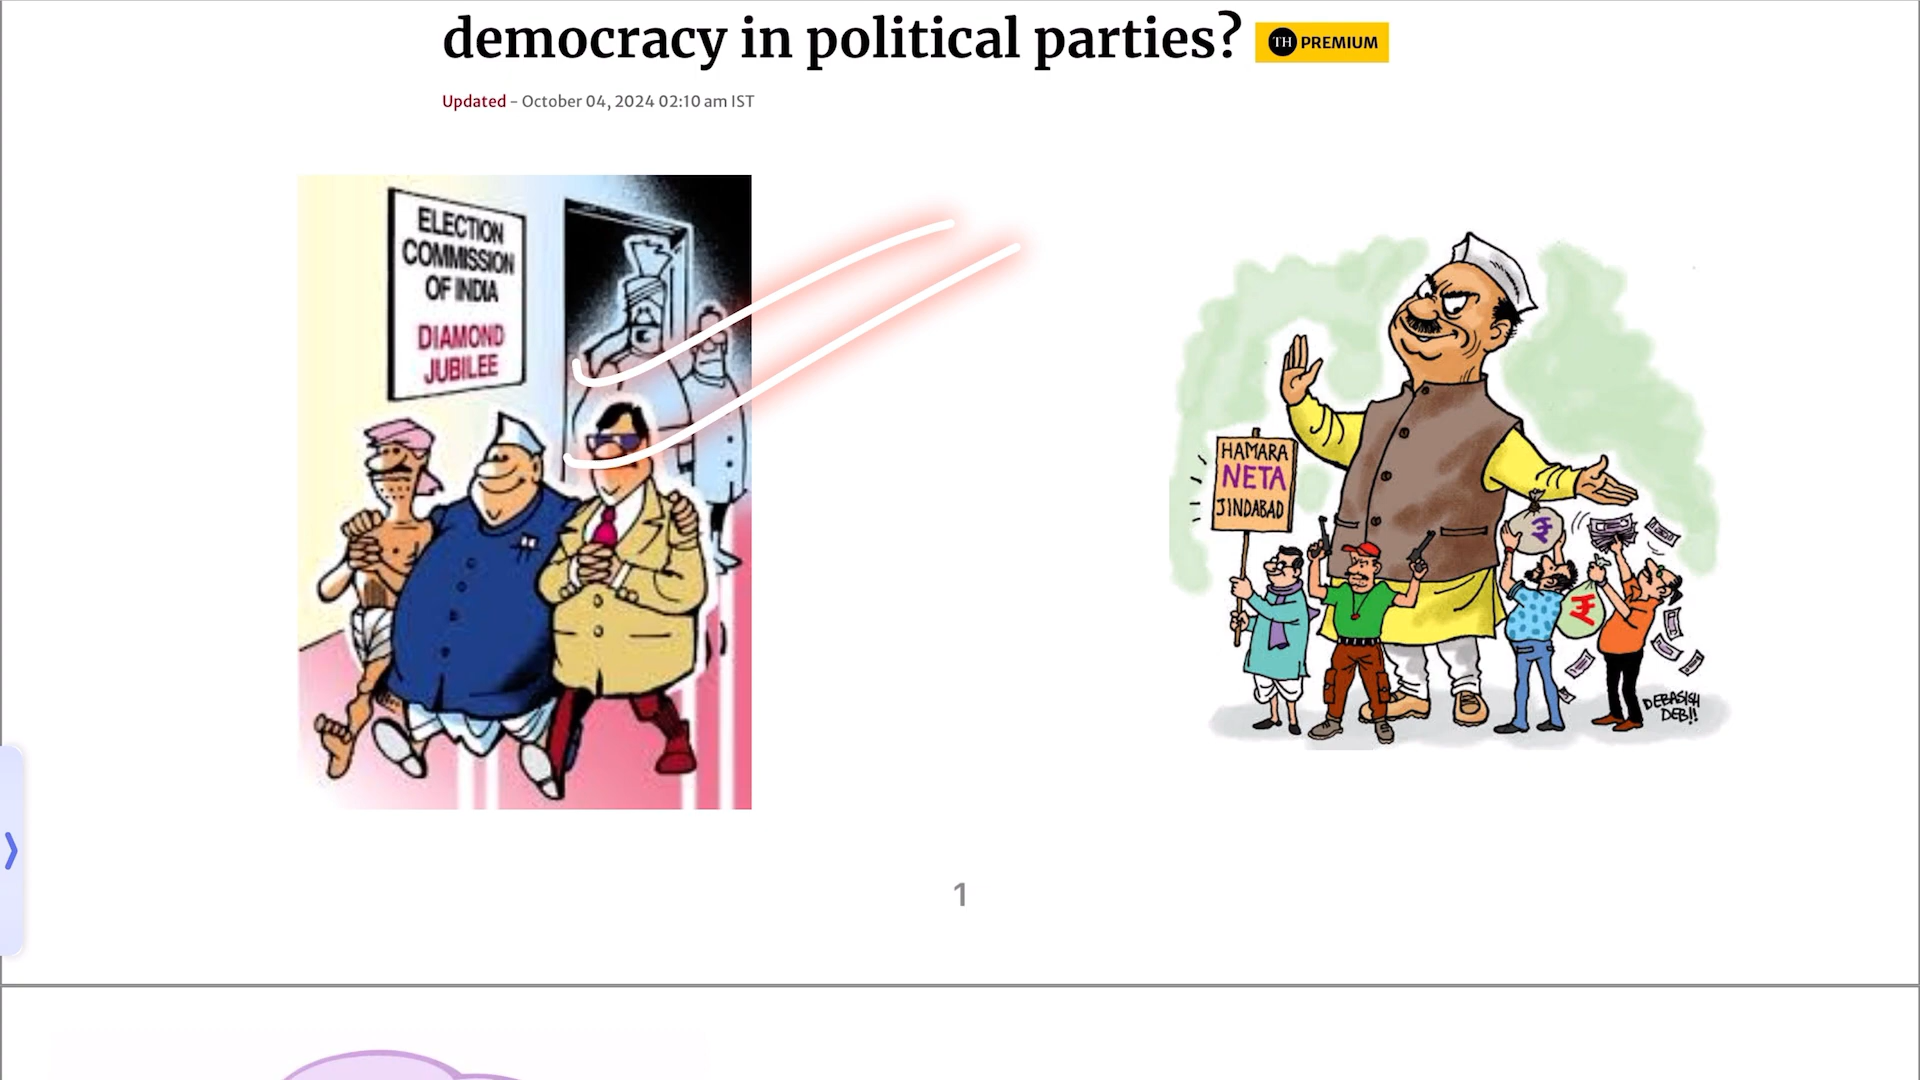 democracy in political parties? TH PREMIUM
Updated - October 04, 2024 02:10 am IST
ELECTION
COMMISSION
OF INDIA
DIAMOND
JUBILEE
HAMARA
NETA
JINDABAD
₹
₹
DEBASISH
DEB!!
1